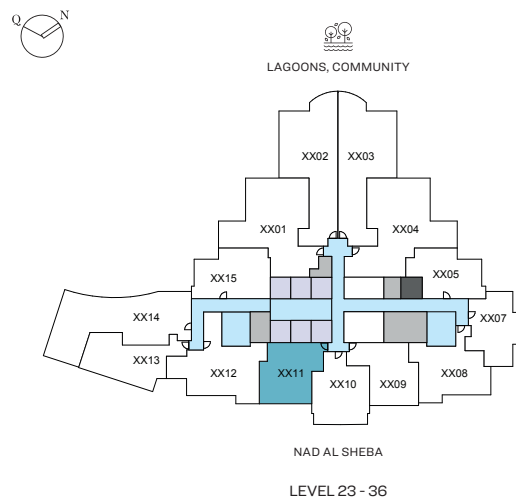 Q N
LAGOONS, COMMUNITY
XX02 XX03
XX01 XX04
XX15 XX05
XX14 XX07
XX13 XX12 XX11 XX10 XX09 XX08
NAD AL SHEBA
LEVEL 23 - 36